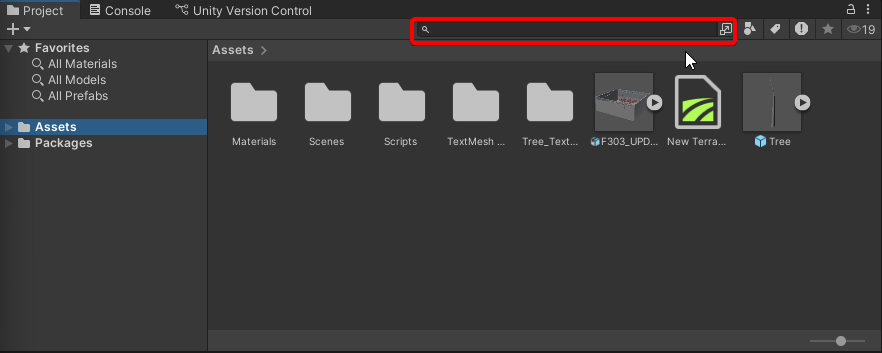 Project Console Unity Version Control
19
Favorites
All Materials
All Models
All Prefabs
Assets
Packages
Assets
Materials Scenes Scripts TextMesh ... Tree_Text... F303_UPD... New Terra... Tree